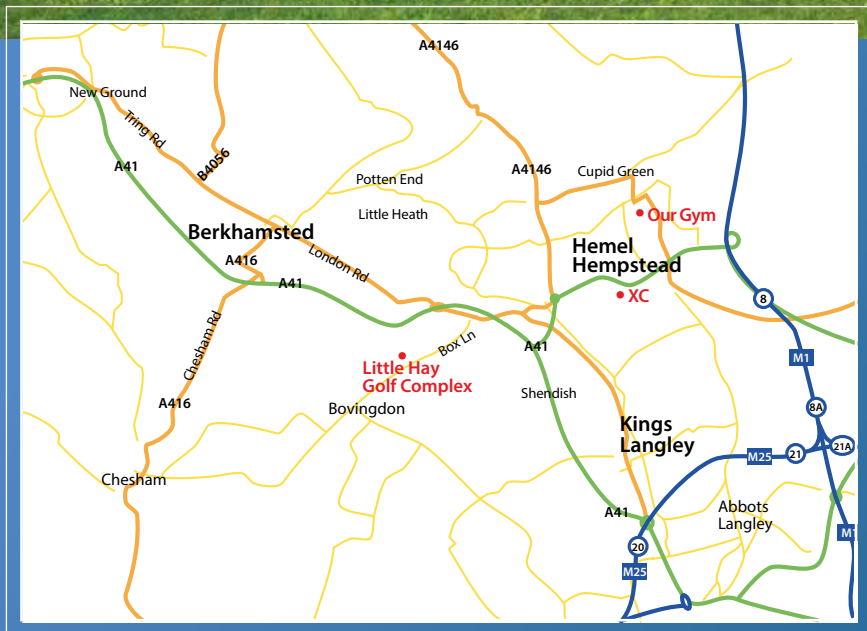 A4146
New Ground
Tring Rd
A41
B4056
A4146
Cupid Green
Potten End
Little Heath
Our Gym
Berkhamsted
London Rd
A416
A41
Hemel
Hempstead
XC
8
Chesham Rd
Box Ln
A41
M1
Little Hay
Golf Complex
Shendish
Bovingdon
A416
8A
Kings
Langley
21A
21
M25
Chesham
A41
Abbots
Langley
M1
20
M25